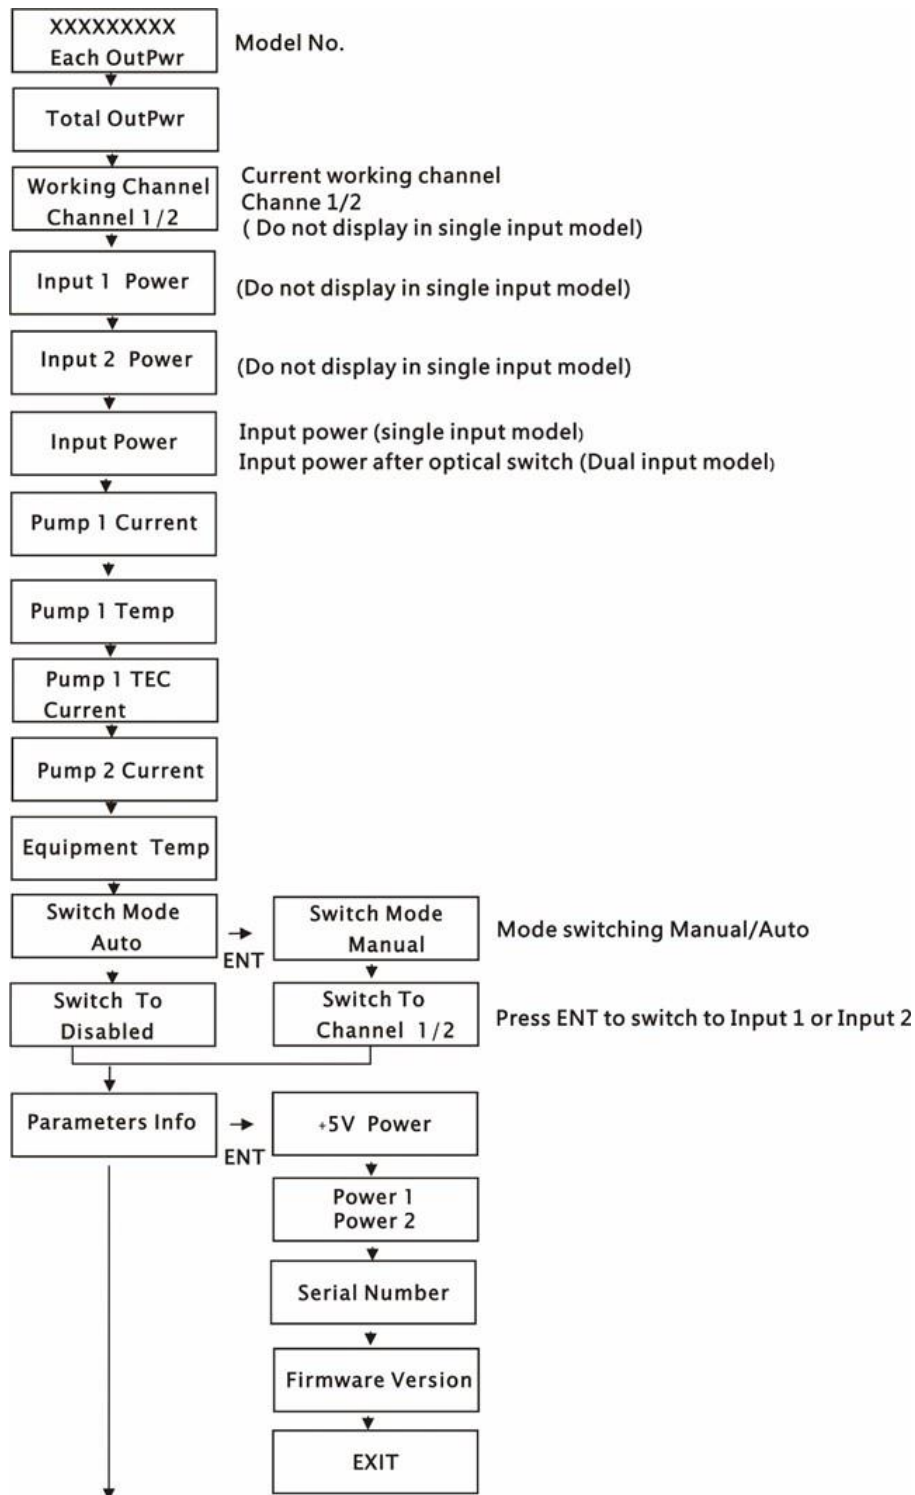 XXXXXXXXX
Each OutPwr
Model No.
Total OutPwr
Working Channel
Channel 1/2
Current working channel
Channe 1/2
( Do not display in single input model)
Input 1 Power
(Do not display in single input model)
Input 2 Power
(Do not display in single input model)
Input Power
Input power (single input model)
Input power after optical switch (Dual input model)
Pump 1 Current
Pump 1 Temp
Pump 1 TEC
Current
Pump 2 Current
Equipment Temp
Switch Mode
Auto
ENT
Switch Mode
Manual
Mode switching Manual/Auto
Switch To
Disabled
Switch To
Channel 1/2
Press ENT to switch to Input 1 or Input 2
Parameters Info
ENT
+5V Power
Power 1
Power 2
Serial Number
Firmware Version
EXIT